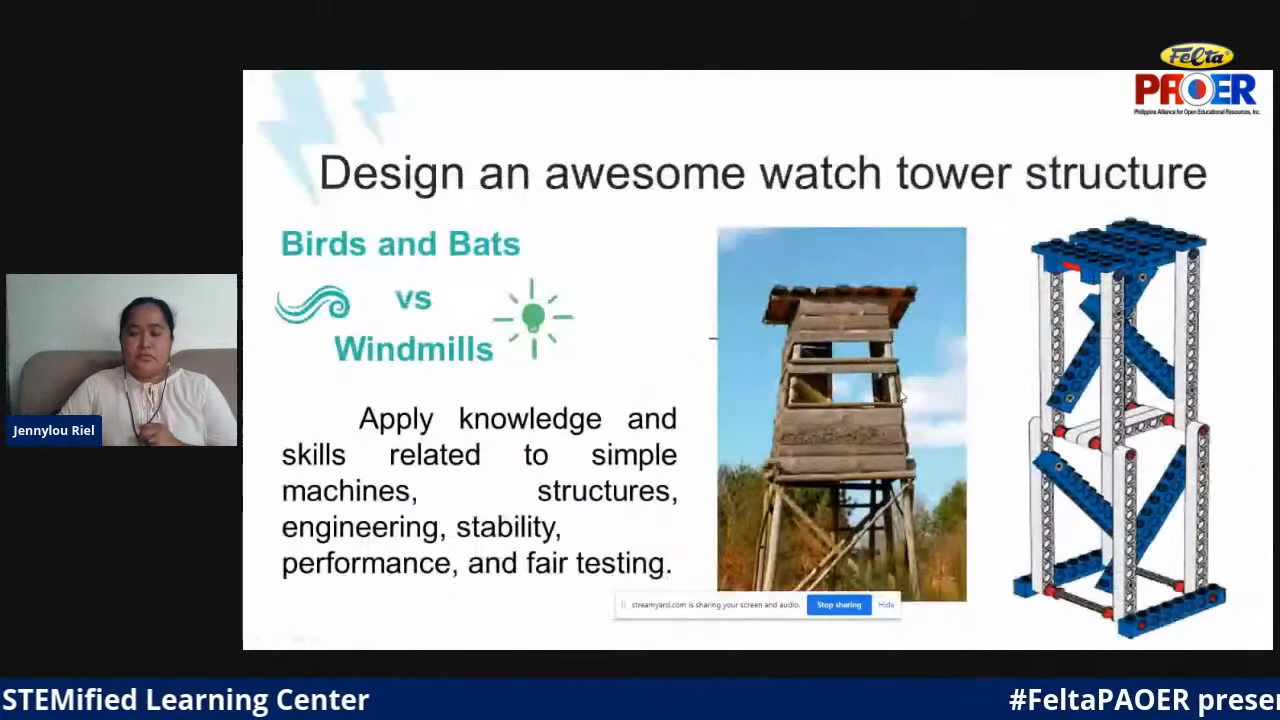 Felta
PAOER
Philippine Alliance for Open Educational Resources, Inc.
Design an awesome watch tower structure
Birds and Bats
vs
Windmills
Apply knowledge and
skills related to simple
machines, structures,
engineering, stability,
performance, and fair testing.
Jennylou Riel
streamyard.com is sharing your screen and audio.
Stop sharing
Hide
STEMified Learning Center
#FeltaPAOER presen